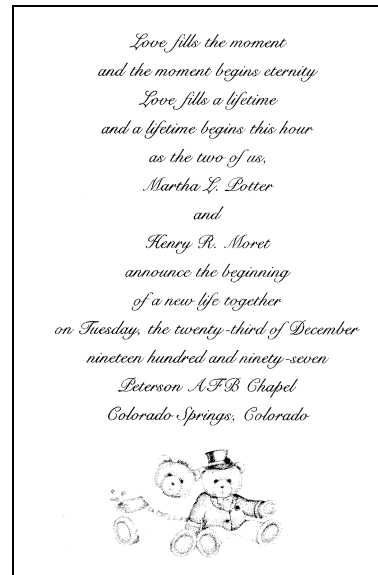 Love fills the moment
and the moment begins eternity
Love fills a lifetime
and a lifetime begins this hour
as the two of us,
Martha L. Potter
and
Henry R. Moret
announce the beginning
of a new life together
on Tuesday, the twenty-third of December
nineteen hundred and ninety-seven
Peterson AFB Chapel
Colorado Springs, Colorado